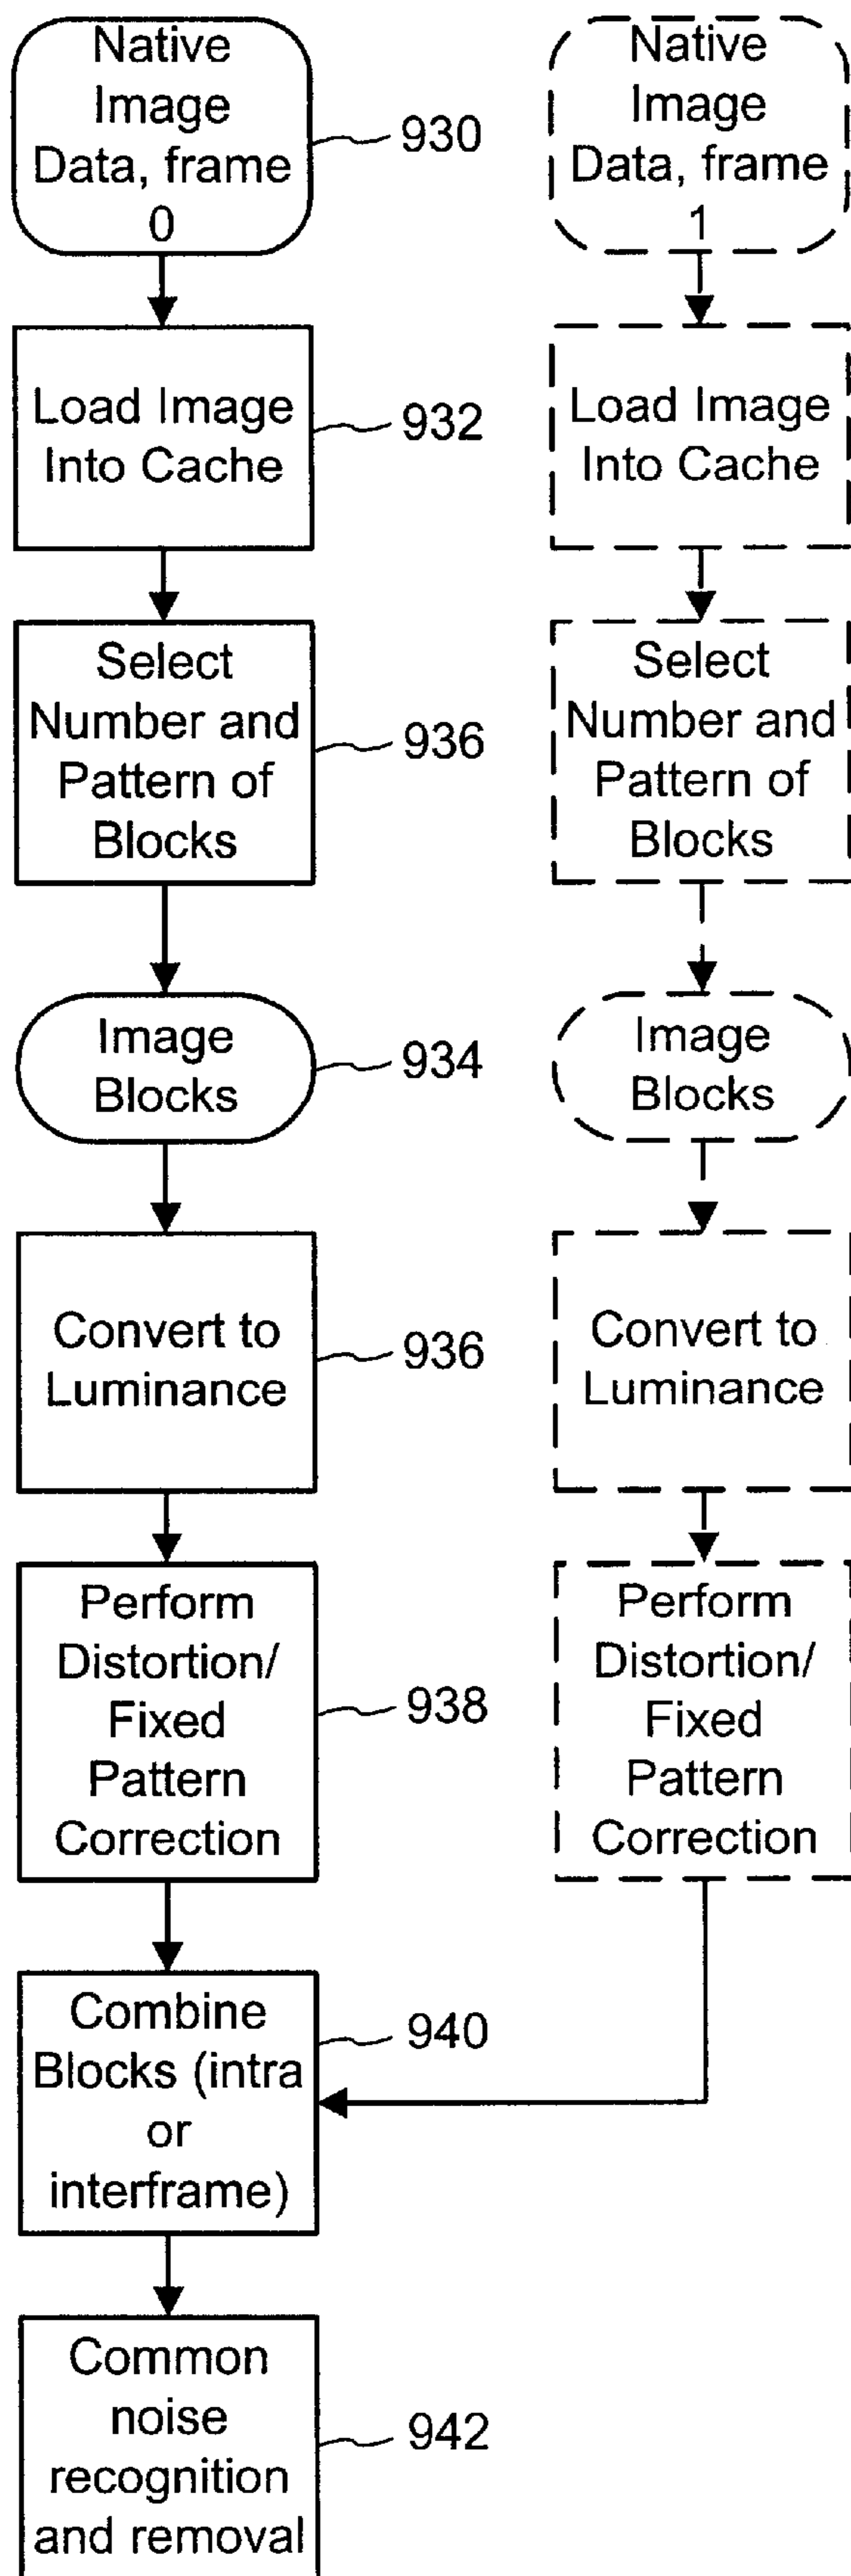 Native
Image
Data, frame
0
930
Load Image
Into Cache
932
Select
Number and
Pattern of
Blocks
936
Image
Blocks
934
Convert to
Luminance
936
Perform
Distortion/
Fixed
Pattern
Correction
938
Combine
Blocks (intra
or
interframe)
940
Common
noise
recognition
and removal
942
Native
Image
Data, frame
1
Load Image
Into Cache
Select
Number and
Pattern of
Blocks
Image
Blocks
Convert to
Luminance
Perform
Distortion/
Fixed
Pattern
Correction